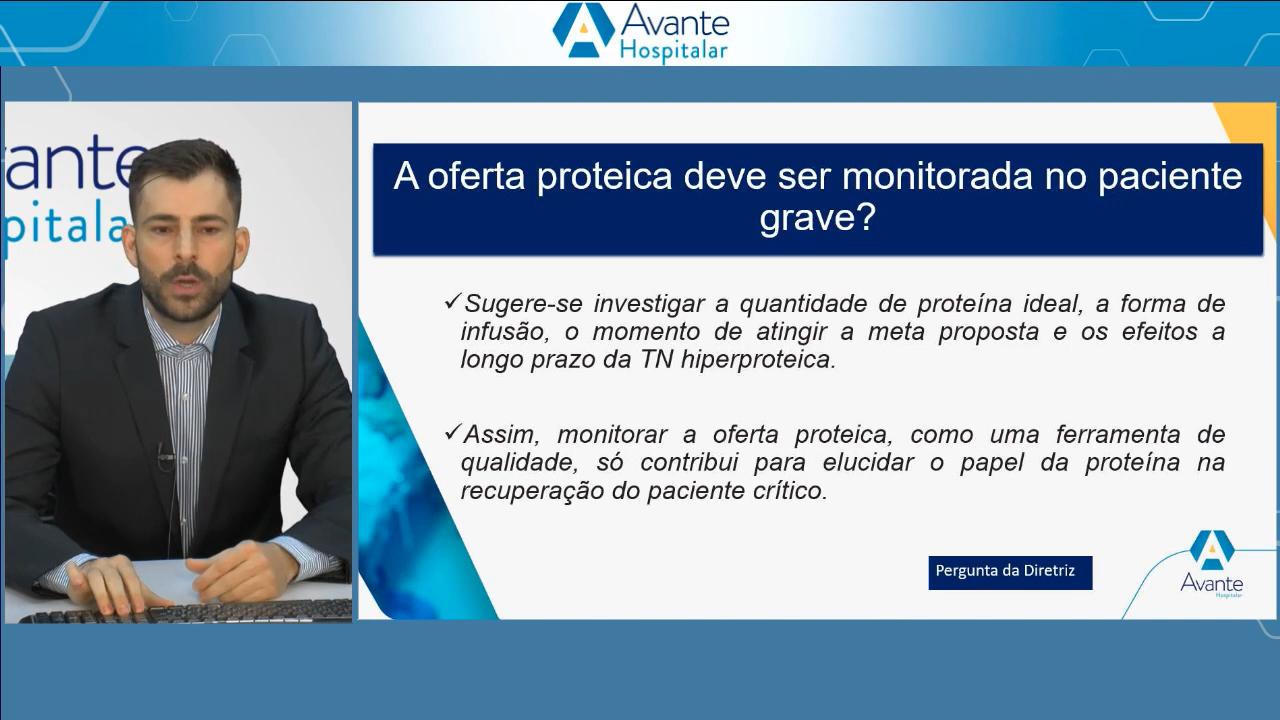 Avante
Hospitalar
ante
pitala
A oferta proteica deve ser monitorada no paciente
grave?
✓Sugere-se investigar a quantidade de proteína ideal, a forma de
infusão, o momento de atingir a meta proposta e os efeitos a
longo prazo da TN hiperproteica.
✓Assim, monitorar a oferta proteica, como uma ferramenta de
qualidade, só contribui para elucidar o papel da proteína na
recuperação do paciente crítico.
Pergunta da Diretriz
Avante
Hospitalar